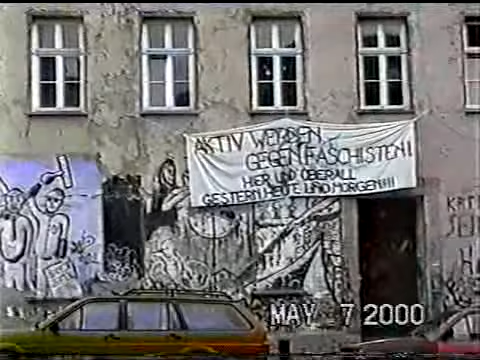 AKTIV WERDEN
GEGEN FASCHISTEN!
HIER UND ÜBERALL
GESTERN, HEUTE UND MORGEN!!!
MAY 7 2000